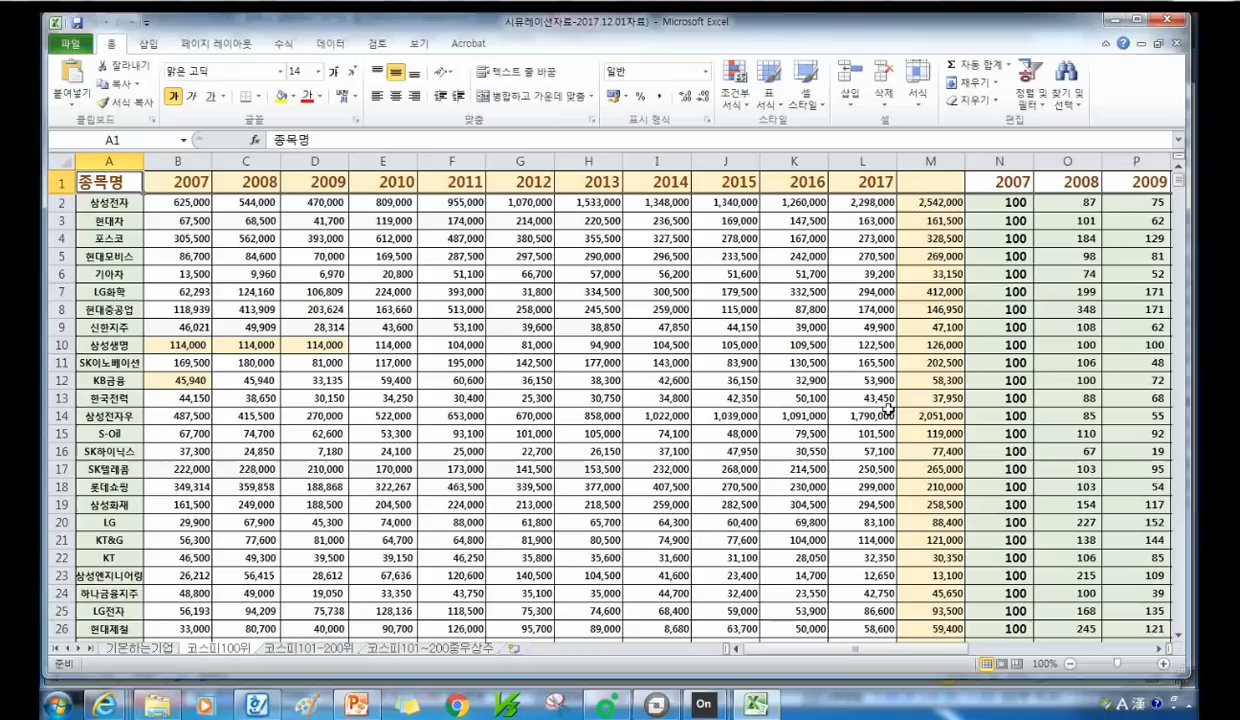 시뮤레이션자료-2017.12.01자료) - Microsoft Excel
파일 홈 삽입 페이지 레이아웃 수식 데이터 검토 보기 Acrobat
붙여넣기 잘라내기 복사 서식 복사 클립보드
맑은 고딕 14 가 가 가 가 가 글꼴
텍스트 줄 바꿈 병합하고 가운데 맞춤 맞춤
일반 % 표시 형식
조건부 서식 표 서식 셀 스타일 스타일
삽입 삭제 서식 셀
자동 합계 채우기 지우기 정렬 및 필터 찾기 및 선택 편집
A1 fx 종목명
A B C D E F G H I J K L M N O P
1 종목명 2007 2008 2009 2010 2011 2012 2013 2014 2015 2016 2017 2007 2008 2009
2 삼성전자 625,000 544,000 470,000 809,000 955,000 1,070,000 1,533,000 1,348,000 1,340,000 1,260,000 2,298,000 2,542,000 100 87 75
3 현대차 67,500 68,500 41,700 119,000 174,000 214,000 220,500 236,500 169,000 147,500 163,000 161,500 100 101 62
4 포스코 305,500 562,000 393,000 612,000 487,000 380,500 355,500 327,500 278,000 167,000 273,000 328,500 100 184 129
5 현대모비스 86,700 84,600 70,000 169,500 287,500 297,500 290,000 296,500 233,500 242,000 270,500 269,000 100 98 81
6 기아차 13,500 9,960 6,970 20,800 51,100 66,700 57,000 56,200 51,600 51,700 39,200 33,150 100 74 52
7 LG화학 62,293 124,160 106,809 224,000 393,000 31,800 334,500 300,500 179,500 332,500 294,000 412,000 100 199 171
8 현대중공업 118,939 413,909 203,624 163,660 513,000 258,000 245,500 259,000 115,000 87,800 174,000 146,950 100 348 171
9 신한지주 46,021 49,909 28,314 43,600 53,100 39,600 38,850 47,850 44,150 39,000 49,900 47,100 100 108 62
10 삼성생명 114,000 114,000 114,000 114,000 104,000 81,000 94,900 104,500 105,000 109,500 122,500 126,000 100 100 100
11 SK이노베이션 169,500 180,000 81,000 117,000 195,000 142,500 177,000 143,000 83,900 130,500 165,500 202,500 100 106 48
12 KB금융 45,940 45,940 33,135 59,400 60,600 36,150 38,300 42,600 36,150 32,900 53,900 58,300 100 100 72
13 한국전력 44,150 38,650 30,150 34,250 30,400 25,300 30,750 34,800 42,350 50,100 43,450 37,950 100 88 68
14 삼성전자우 487,500 415,500 270,000 522,000 653,000 670,000 858,000 1,022,000 1,039,000 1,091,000 1,790,000 2,051,000 100 85 55
15 S-Oil 67,700 74,700 62,600 53,300 93,100 101,000 105,000 74,100 48,000 79,500 101,500 119,000 100 110 92
16 SK하이닉스 37,300 24,850 7,180 24,100 25,000 22,700 26,150 37,100 47,950 30,550 57,100 77,400 100 67 19
17 SK텔레콤 222,000 228,000 210,000 170,000 173,000 141,500 153,500 232,000 268,000 214,500 250,500 265,000 100 103 95
18 롯데쇼핑 349,314 359,858 188,868 322,267 463,500 339,500 377,000 407,500 270,500 230,000 299,000 210,000 100 103 54
19 삼성화재 161,500 249,000 188,500 204,500 224,000 213,000 218,500 259,000 282,500 304,500 294,500 258,500 100 154 117
20 LG 29,900 67,900 45,300 74,000 88,000 61,800 65,700 64,300 60,400 69,800 83,100 88,400 100 227 152
21 KT&G 56,300 77,600 81,000 64,700 64,800 81,900 80,500 74,900 77,600 104,000 114,000 121,000 100 138 144
22 KT 46,500 49,300 39,500 39,150 46,250 35,800 35,600 31,600 31,100 28,050 32,350 30,350 100 106 85
23 삼성엔지니어링 26,212 56,415 28,612 67,636 120,600 140,500 104,500 41,600 23,400 14,700 12,650 13,100 100 215 109
24 하나금융지주 48,800 49,000 19,050 33,350 43,750 35,100 35,000 44,700 32,400 23,550 42,750 45,650 100 100 39
25 LG전자 56,193 94,209 75,738 128,136 118,500 75,300 74,600 68,400 59,000 53,900 86,600 93,500 100 168 135
26 현대제철 33,000 80,700 40,000 90,700 126,000 95,700 89,000 8,680 63,700 50,000 58,600 59,400 100 245 121
기본하는기업 코스피100위 코스피101-200위 코스피101~200중우상주
준비 100%
On A 漢